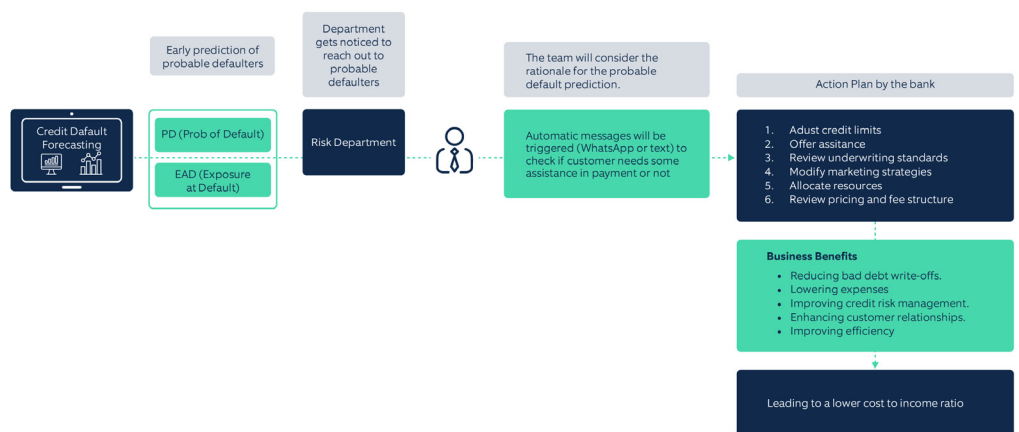 Early prediction of
probable defaulters
Department
gets noticed to
reach out to
probable
defaulters
The team will consider the
rationale for the probable
default prediction.
Action Plan by the bank
Credit Dafault
Forecasting
PD (Prob of Default)
EAD (Exposure
at Default)
Risk Department
Automatic messages will be
triggered (WhatsApp or text) to
check if customer needs some
assistance in payment or not
1. Adust credit limits
2. Offer assitance
3. Review underwriting standards
4. Modify marketing strategies
5. Allocate resources
6. Review pricing and fee structure
Business Benefits
• Reducing bad debt write-offs.
• Lowering expenses
• Improving credit risk management.
• Enhancing customer relationships.
• Improving efficiency
Leading to a lower cost to income ratio